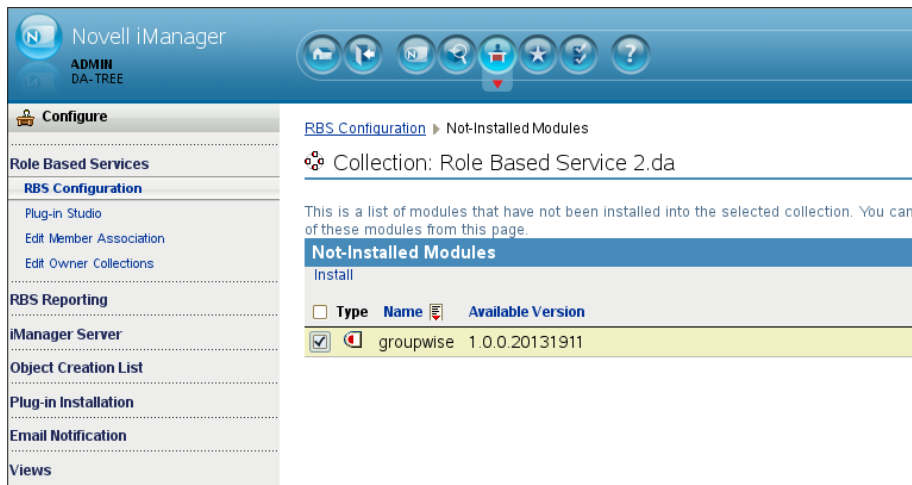 Novell iManager
ADMIN
DA-TREE
Configure
Role Based Services
RBS Configuration
Plug-in Studio
Edit Member Association
Edit Owner Collections
RBS Reporting
iManager Server
Object Creation List
Plug-in Installation
Email Notification
Views
RBS Configuration Not-Installed Modules
Collection: Role Based Service 2.da
This is a list of modules that have not been installed into the selected collection. You can
of these modules from this page.
Not-Installed Modules
Install
Type Name Available Version
groupwise 1.0.0.20131911